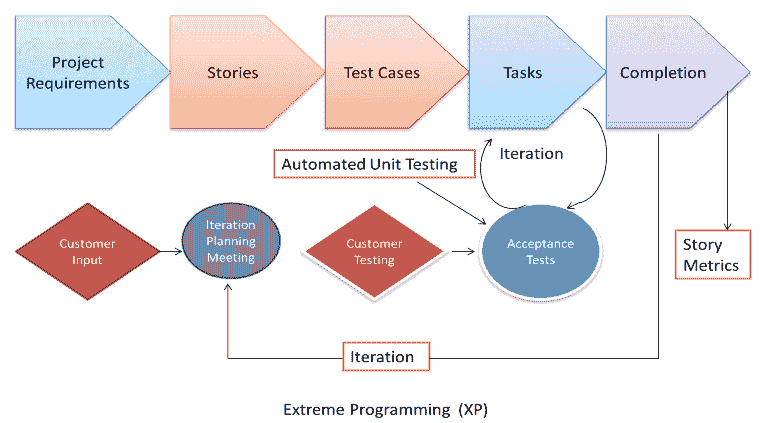 Project
Requirements
Stories
Test Cases
Tasks
Completion
Automated Unit Testing
Iteration
Customer
Input
Iteration
Planning
Meeting
Customer
Testing
Acceptance
Tests
Story
Metrics
Iteration
Extreme Programming (XP)